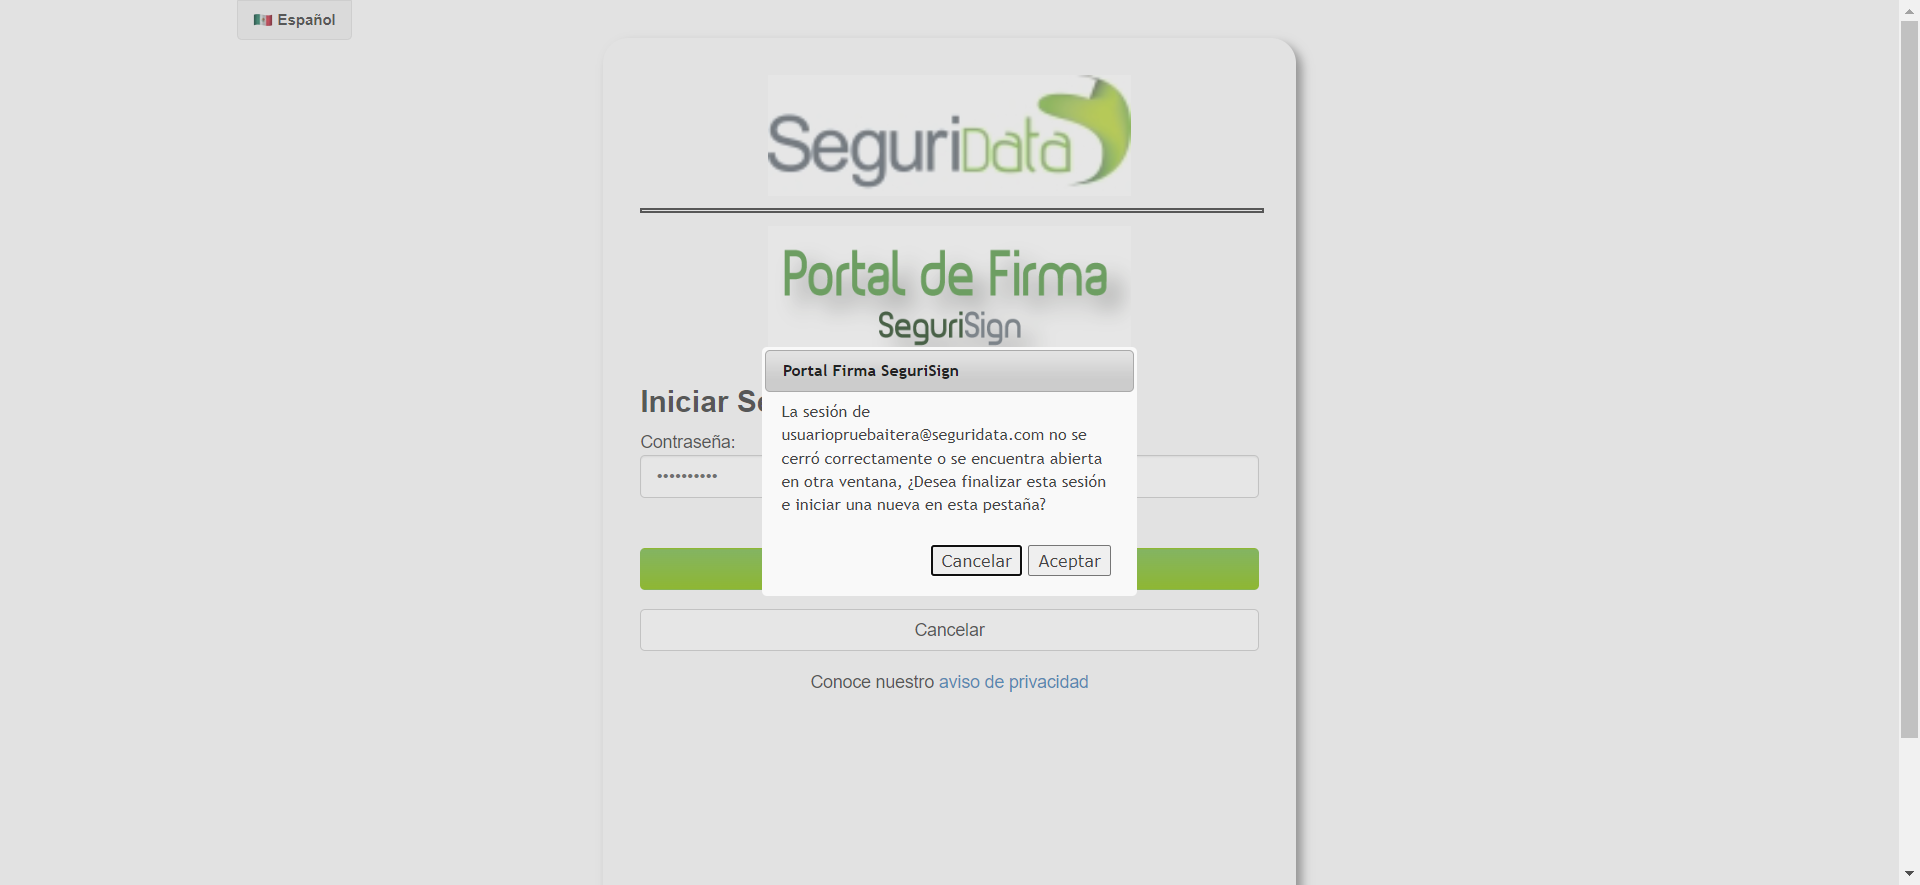 🇲🇽 Español
SeguriData
Portal de Firma
SeguriSign
Portal Firma SeguriSign
Iniciar Se
La sesión de
usuariopruebaitera@seguridata.com no se
cerró correctamente o se encuentra abierta
en otra ventana, ¿Desea finalizar esta sesión
e iniciar una nueva en esta pestaña?
Contraseña:
••••••••••
Cancelar Aceptar
Cancelar
Conoce nuestro aviso de privacidad